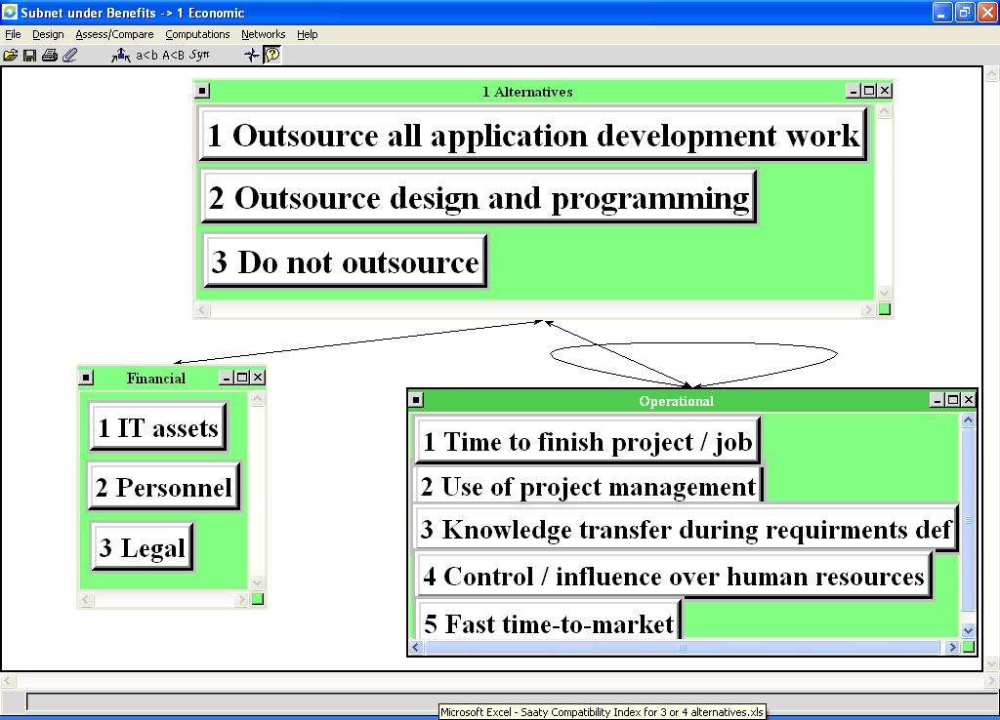 Subnet under Benefits -> 1 Economic
File Design Assess/Compare Computations Networks Help
a<b A<B Syn
1 Alternatives
1 Outsource all application development work
2 Outsource design and programming
3 Do not outsource
Financial
1 IT assets
2 Personnel
3 Legal
Operational
1 Time to finish project / job
2 Use of project management
3 Knowledge transfer during requirments def
4 Control / influence over human resources
5 Fast time-to-market
Microsoft Excel - Saaty Compatibility Index for 3 or 4 alternatives.xls